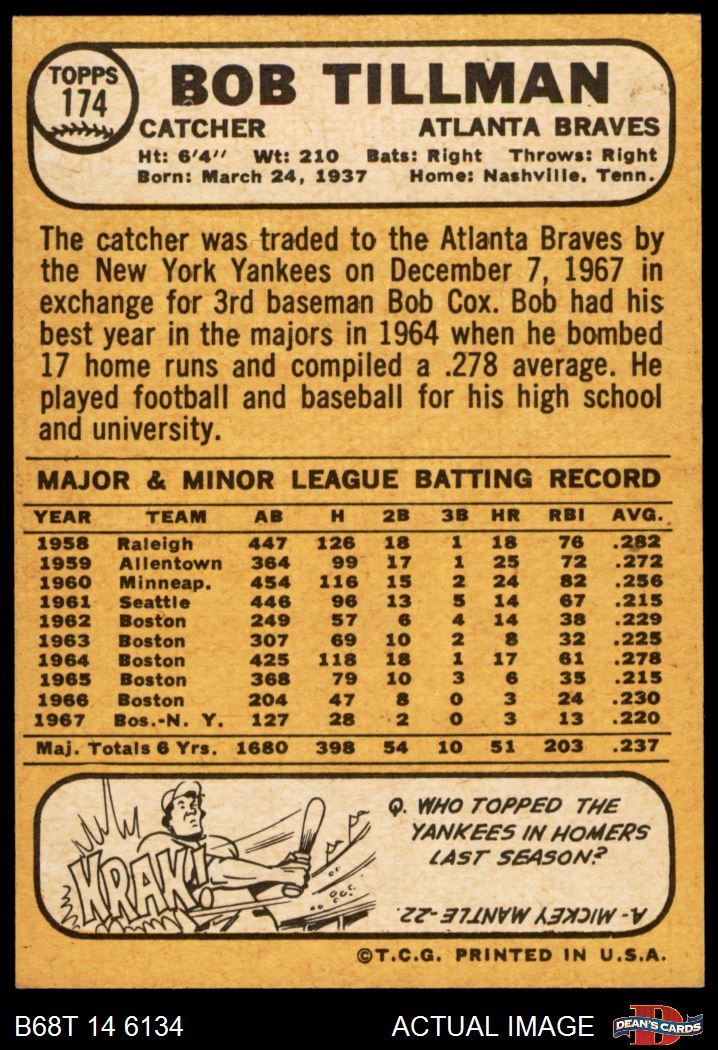 TOPPS
174
BOB TILLMAN
CATCHER ATLANTA BRAVES
Ht: 6'4" Wt: 210 Bats: Right Throws: Right
Born: March 24, 1937 Home: Nashville, Tenn.
The catcher was traded to the Atlanta Braves by
the New York Yankees on December 7, 1967 in
exchange for 3rd baseman Bob Cox. Bob had his
best year in the majors in 1964 when he bombed
17 home runs and compiled a .278 average. He
played football and baseball for his high school
and university.
MAJOR & MINOR LEAGUE BATTING RECORD
YEAR TEAM AB H 2B 3B HR RBI AVG.
1958 Raleigh 447 126 18 1 18 76 .282
1959 Allentown 364 99 17 1 25 72 .272
1960 Minneap. 454 116 15 2 24 82 .256
1961 Seattle 446 96 13 5 14 67 .215
1962 Boston 249 57 6 4 14 38 .229
1963 Boston 307 69 10 2 8 32 .225
1964 Boston 425 118 18 1 17 61 .278
1965 Boston 368 79 10 3 6 35 .215
1966 Boston 204 47 8 0 3 24 .230
1967 Bos.-N. Y. 127 28 2 0 3 13 .220
Maj. Totals 6 Yrs. 1680 398 54 10 51 203 .237
KRAK!
Q. WHO TOPPED THE
YANKEES IN HOMERS
LAST SEASON?
A- MICKEY MANTLE-22.
©T.C.G. PRINTED IN U.S.A.
B68T 14 6134 ACTUAL IMAGE DEAN'S CARDS